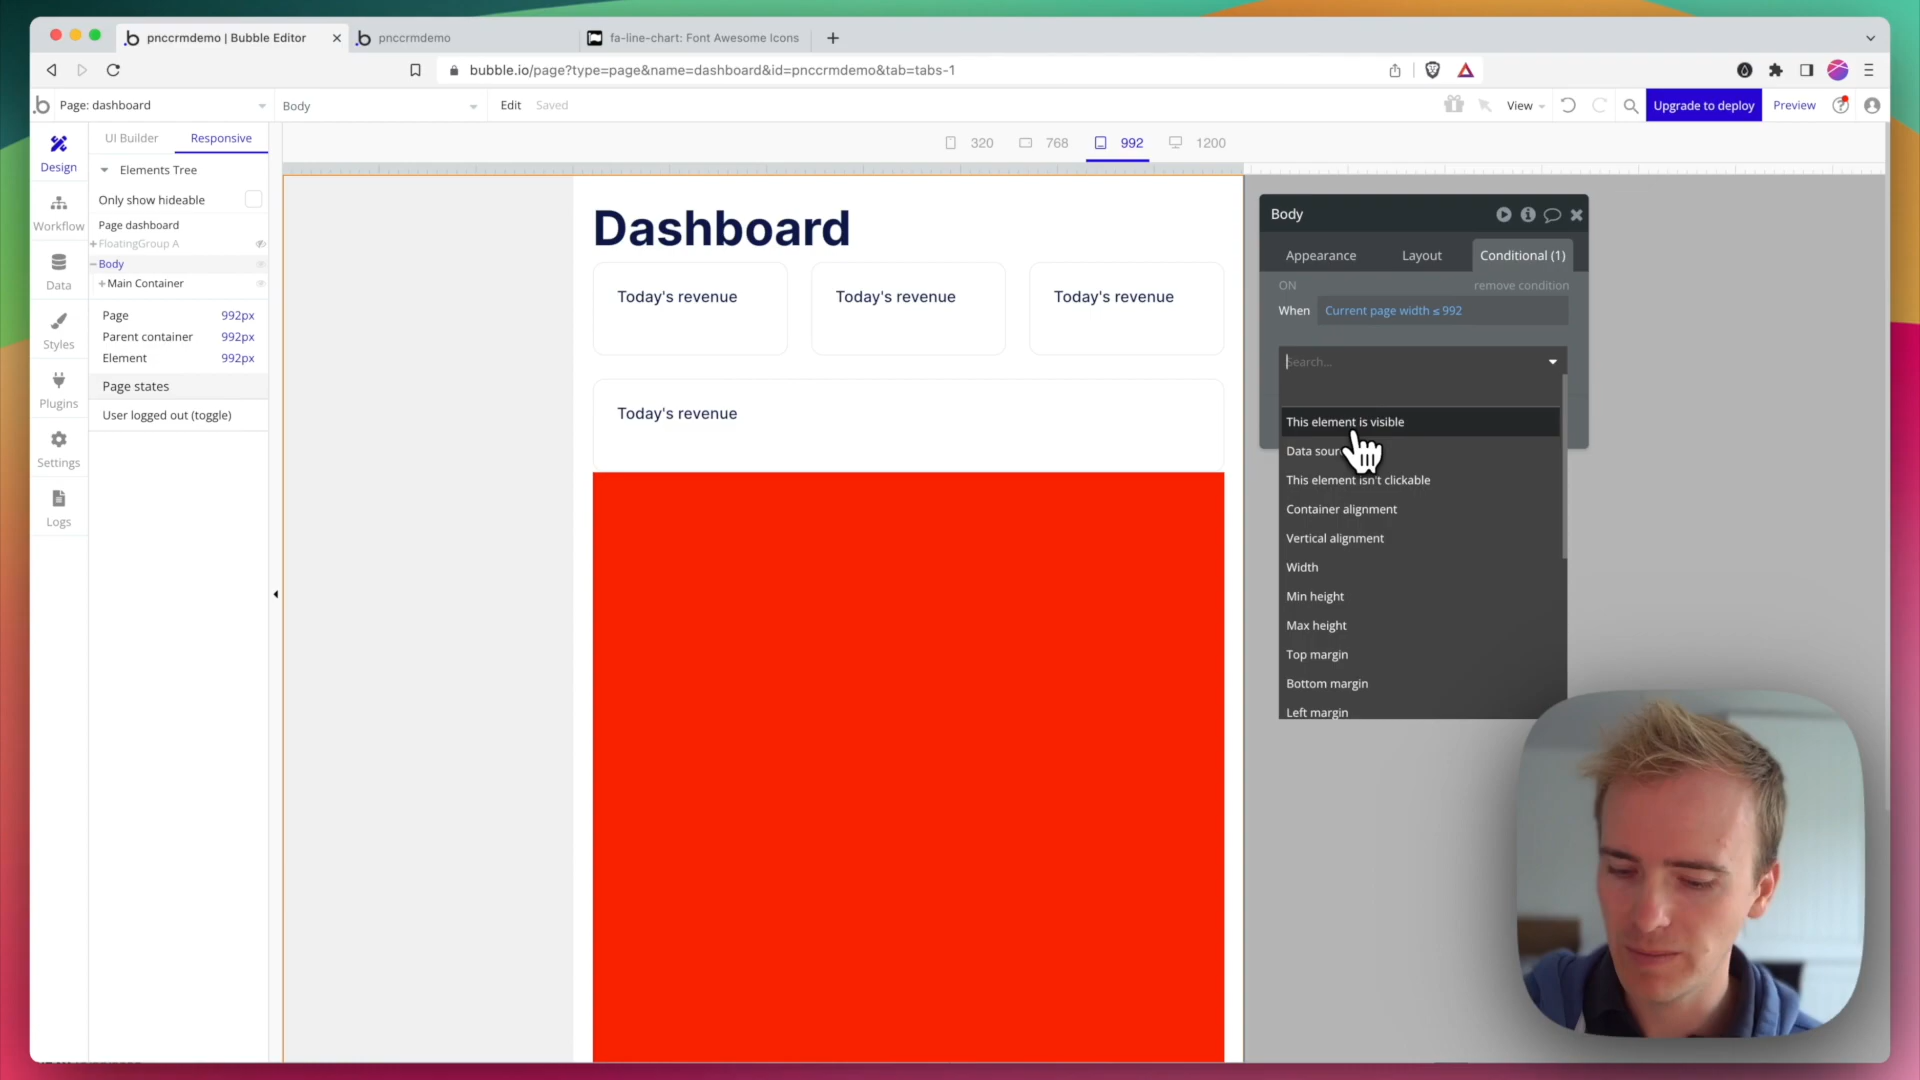 pnccrmdemo | Bubble Editor
pnccrmdemo
fa-line-chart: Font Awesome Icons
bubble.io/page?type=page&name=dashboard&id=pnccrmdemo&tab=tabs-1
Page: dashboard
Body
Edit
Saved
View
Upgrade to deploy
Preview
Design
Workflow
Data
Styles
Plugins
Settings
Logs
UI Builder
Responsive
Elements Tree
Only show hideable
Page dashboard
FloatingGroup A
Body
Main Container
Page 992px
Parent container 992px
Element 992px
Page states
User logged out (toggle)
320
768
992
1200
Dashboard
Today's revenue
Today's revenue
Today's revenue
Today's revenue
Body
Appearance
Layout
Conditional (1)
ON
remove condition
When
Current page width ≤ 992
Search...
This element is visible
This element isn't clickable
Container alignment
Vertical alignment
Width
Min height
Max height
Top margin
Bottom margin
Left margin